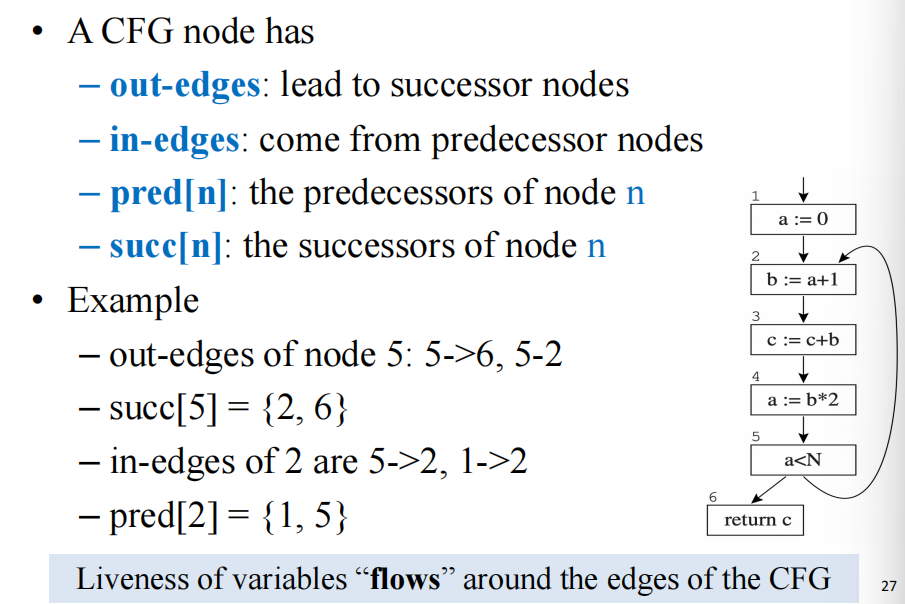 • A CFG node has
– out-edges: lead to successor nodes
– in-edges: come from predecessor nodes
– pred[n]: the predecessors of node n
– succ[n]: the successors of node n
• Example
– out-edges of node 5: 5->6, 5-2
– succ[5] = {2, 6}
– in-edges of 2 are 5->2, 1->2
– pred[2] = {1, 5}
1
a := 0
2
b := a+1
3
c := c+b
4
a := b*2
5
a<N
6
return c
Liveness of variables “flows” around the edges of the CFG
27